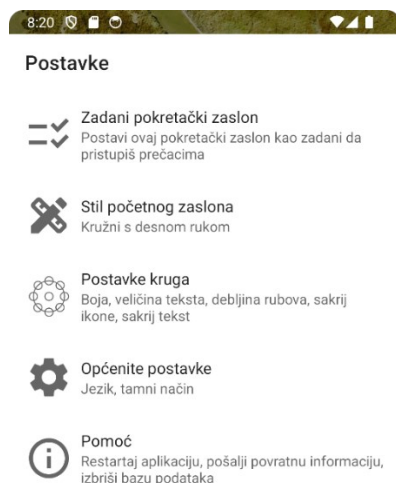 8:20
Postavke
Zadani pokretački zaslon
Postavi ovaj pokretački zaslon kao zadani da
pristupiš prečacima
Stil početnog zaslona
Kružni s desnom rukom
Postavke kruga
Boja, veličina teksta, debljina rubova, sakrij
ikone, sakrij tekst
Općenite postavke
Jezik, tamni način
Pomoć
Restartaj aplikaciju, pošalji povratnu informaciju,
izbriši bazu podataka